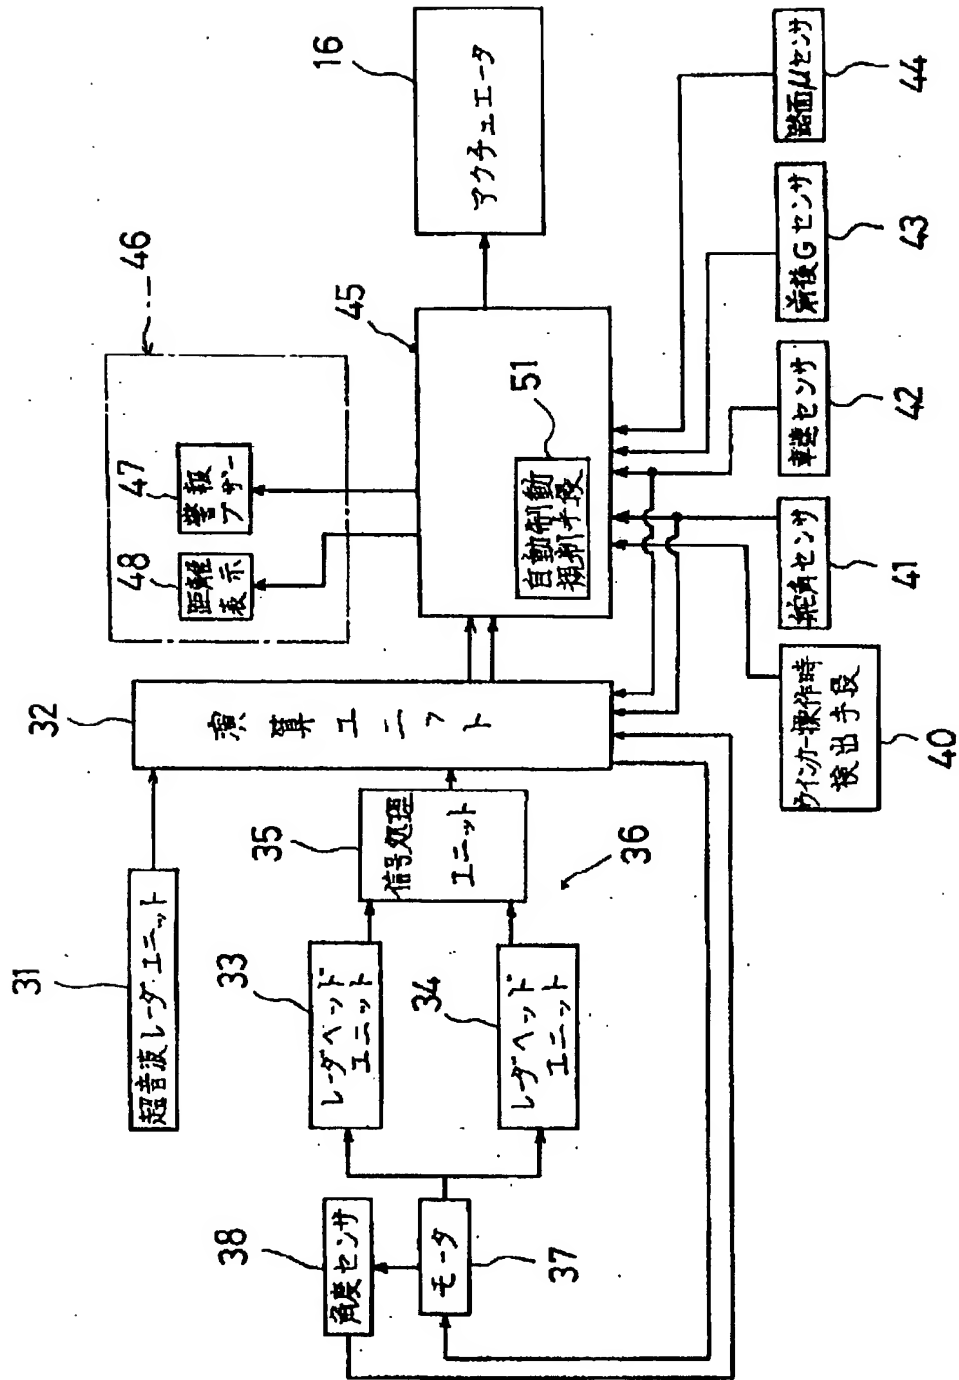 31
超音波レーダ・ユニット
32
演算ユニット
33
レーダヘッド
ユニット
34
レーダヘッド
ユニット
35
信号処理
ユニット
36
37
モータ
38
角度センサ
46
47
警報
ブザー
48
距離
表示
45
51
自動制動
規制手段
16
アクチュエータ
40
ウインカー操作時
検出手段
41
舵角センサ
42
車速センサ
43
前後Gセンサ
44
路面μセンサ